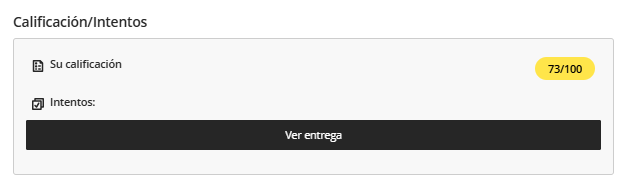 Calificación/Intentos
Su calificación
73/100
Intentos:
Ver entrega